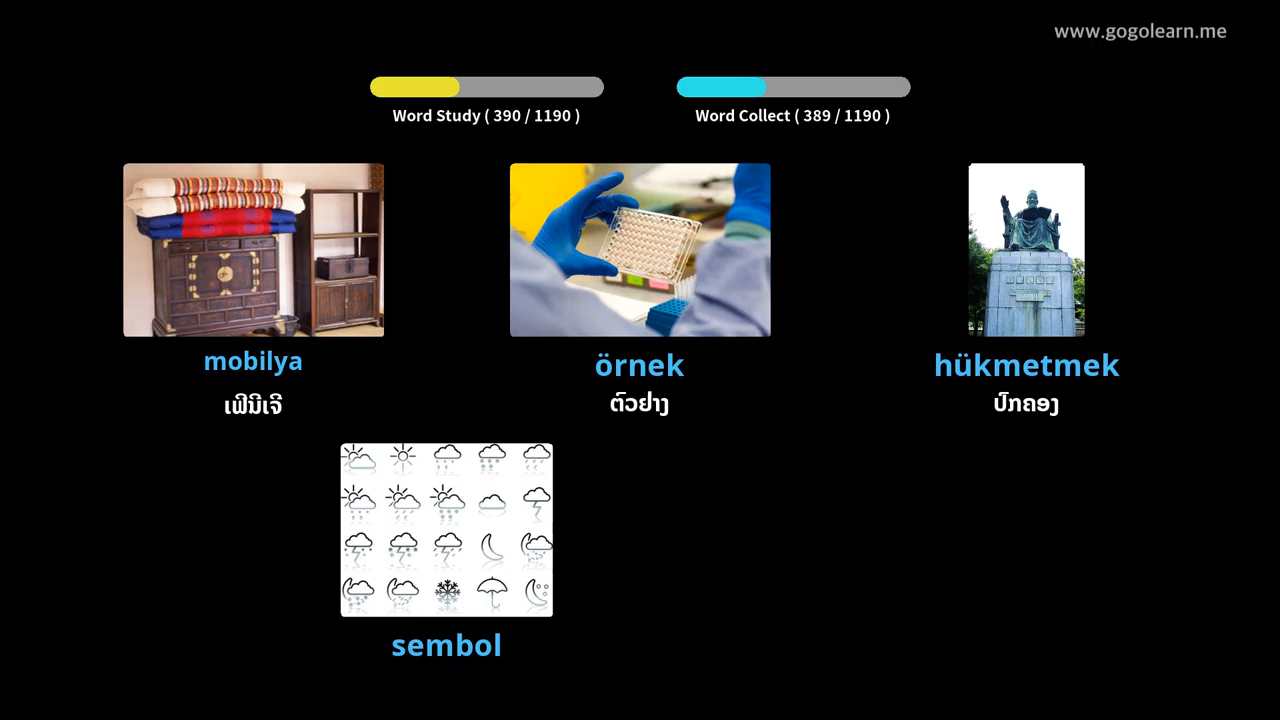 www.gogolearn.me
Word Study ( 390 / 1190 )
Word Collect ( 389 / 1190 )
mobilya
ເຟີນີເຈີ
örnek
ຕົວຢ່າງ
hükmetmek
ປົກຄອງ
sembol